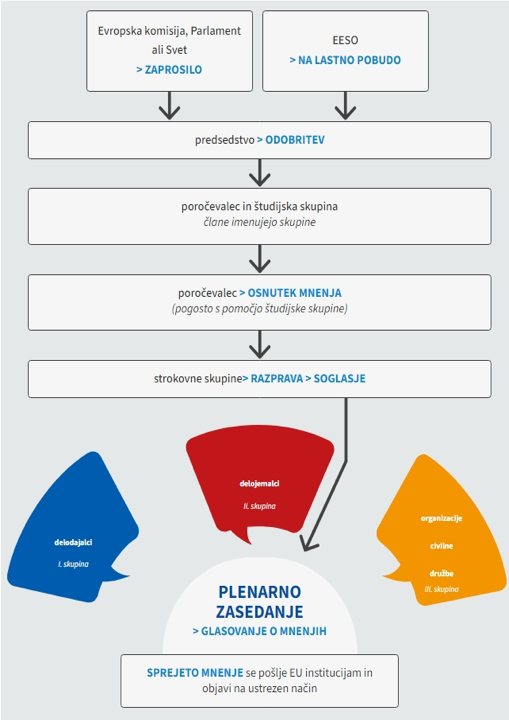 Evropska komisija, Parlament
ali Svet
> ZAPROSILO
EESO
> NA LASTNO POBUDO
predsedstvo > ODOBRITEV
poročevalec in študijska skupina
člane imenujejo skupine
poročevalec > OSNUTEK MNENJA
(pogosto s pomočjo študijske skupine)
strokovne skupine> RAZPRAVA > SOGLASJE
delodajalci
I. skupina
delojemalci
II. skupina
organizacije
civilne
družbe
III. skupina
PLENARNO
ZASEDANJE
> GLASOVANJE O MNENJIH
SPREJETO MNENJE se pošlje EU institucijam in
objavi na ustrezen način